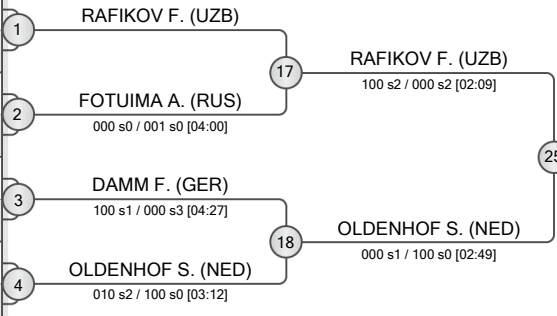 RAFIKOV F. (UZB)
1
17
RAFIKOV F. (UZB)
100 s2 / 000 s2 [02:09]
FOTUIMA A. (RUS)
2
000 s0 / 001 s0 [04:00]
25
DAMM F. (GER)
3
100 s1 / 000 s3 [04:27]
18
OLDENHOF S. (NED)
000 s1 / 100 s0 [02:49]
OLDENHOF S. (NED)
4
010 s2 / 100 s0 [03:12]